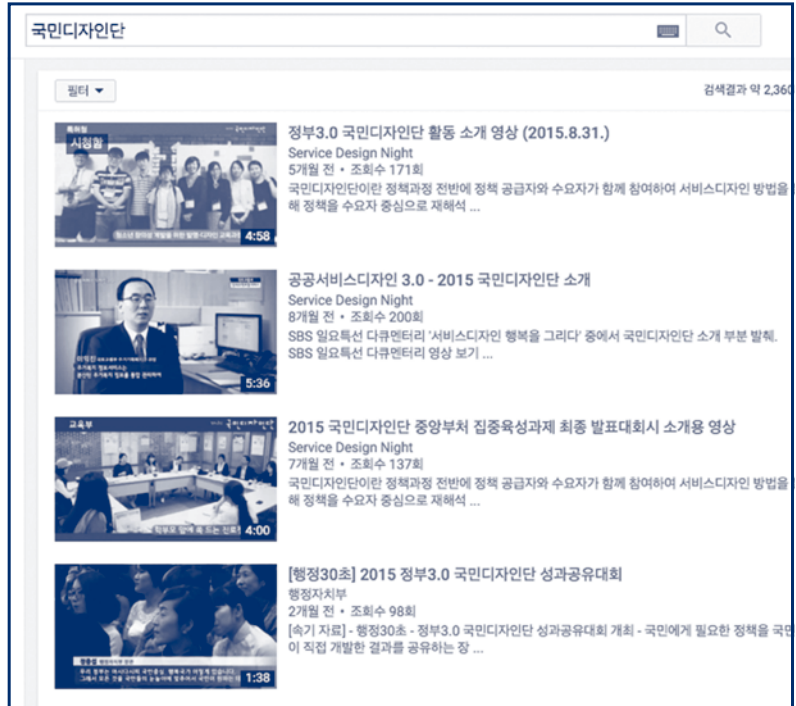 국민디자인단
필터
검색결과 약 2,360
특허청
시청함
4:58
정부3.0 국민디자인단 활동 소개 영상 (2015.8.31.)
Service Design Night
5개월 전 • 조회수 171회
국민디자인단이란 정책과정 전반에 정책 공급자와 수요자가 함께 참여하여 서비스디자인 방법을
해 정책을 수요자 중심으로 재해석 ...
5:36
공공서비스디자인 3.0 - 2015 국민디자인단 소개
Service Design Night
8개월 전 • 조회수 200회
SBS 일요특선 다큐멘터리 '서비스디자인 행복을 그리다' 중에서 국민디자인단 소개 부분 발췌.
SBS 일요특선 다큐멘터리 영상 보기 ...
교육부
국민디자인단
4:00
2015 국민디자인단 중앙부처 집중육성과제 최종 발표대회시 소개용 영상
Service Design Night
7개월 전 • 조회수 137회
국민디자인단이란 정책과정 전반에 정책 공급자와 수요자가 함께 참여하여 서비스디자인 방법을
해 정책을 수요자 중심으로 재해석 ...
1:38
[행정30초] 2015 정부3.0 국민디자인단 성과공유대회
행정자치부
2개월 전 • 조회수 98회
[속기 자료] - 행정30초 - 정부3.0 국민디자인단 성과공유대회 개최 - 국민에게 필요한 정책을 국민
이 직접 개발한 결과를 공유하는 장 ...